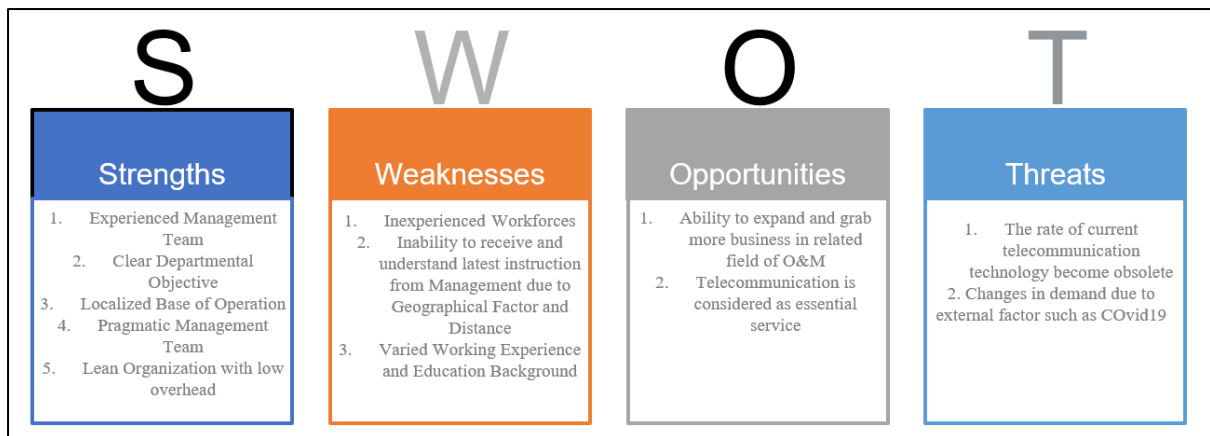 S
W
O
T
Strengths
1. Experienced Management
Team
2. Clear Departmental
Objective
3. Localized Base of Operation
4. Pragmatic Management
Team
5. Lean Organization with low
overhead
Weaknesses
1. Inexperienced Workforces
2. Inability to receive and
understand latest instruction
from Management due to
Geographical Factor and
Distance
3. Varied Working Experience
and Education Background
Opportunities
1. Ability to expand and grab
more business in related
field of O&M
2. Telecommunication is
considered as essential
service
Threats
1. The rate of current
telecommunication
technology become obsolete
2. Changes in demand due to
external factor such as COvid19